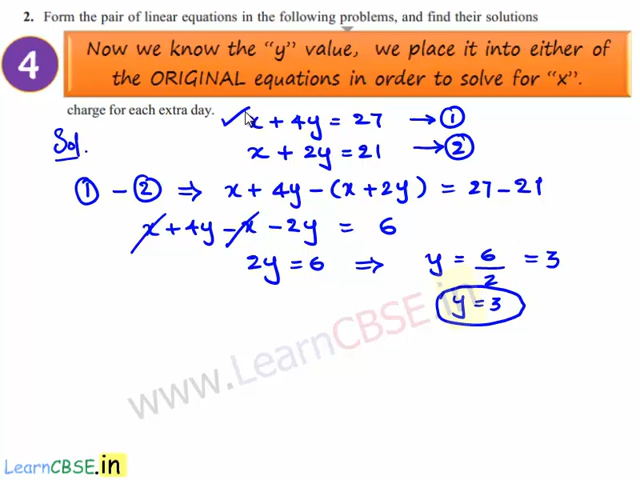 2. Form the pair of linear equations in the following problems, and find their solutions
4
Now we know the "y" value, we place it into either of
the ORIGINAL equations in order to solve for "x".
charge for each extra day.
✓ x + 4y = 27 → ①
Sol.
x + 2y = 21 → ②
① - ② ⇒ x + 4y - (x + 2y) = 27 - 21
x + 4y - x - 2y = 6
2y = 6 ⇒ y = 6/2 = 3
y = 3
www.LearnCBSE.in
LearnCBSE.in